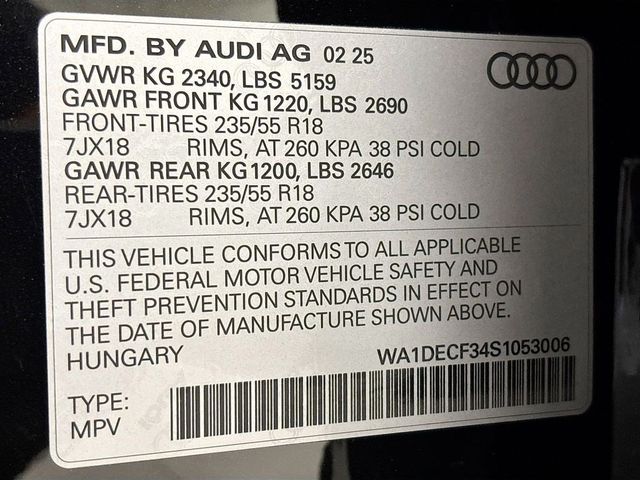 MFD. BY AUDI AG 02 25
GVWR KG 2340, LBS 5159
GAWR FRONT KG 1220, LBS 2690
FRONT-TIRES 235/55 R18
7JX18 RIMS, AT 260 KPA 38 PSI COLD
GAWR REAR KG1200, LBS 2646
REAR-TIRES 235/55 R18
7JX18 RIMS, AT 260 KPA 38 PSI COLD
THIS VEHICLE CONFORMS TO ALL APPLICABLE
U.S. FEDERAL MOTOR VEHICLE SAFETY AND
THEFT PREVENTION STANDARDS IN EFFECT ON
THE DATE OF MANUFACTURE SHOWN ABOVE.
HUNGARY WA1DECF34S1053006
TYPE:
MPV